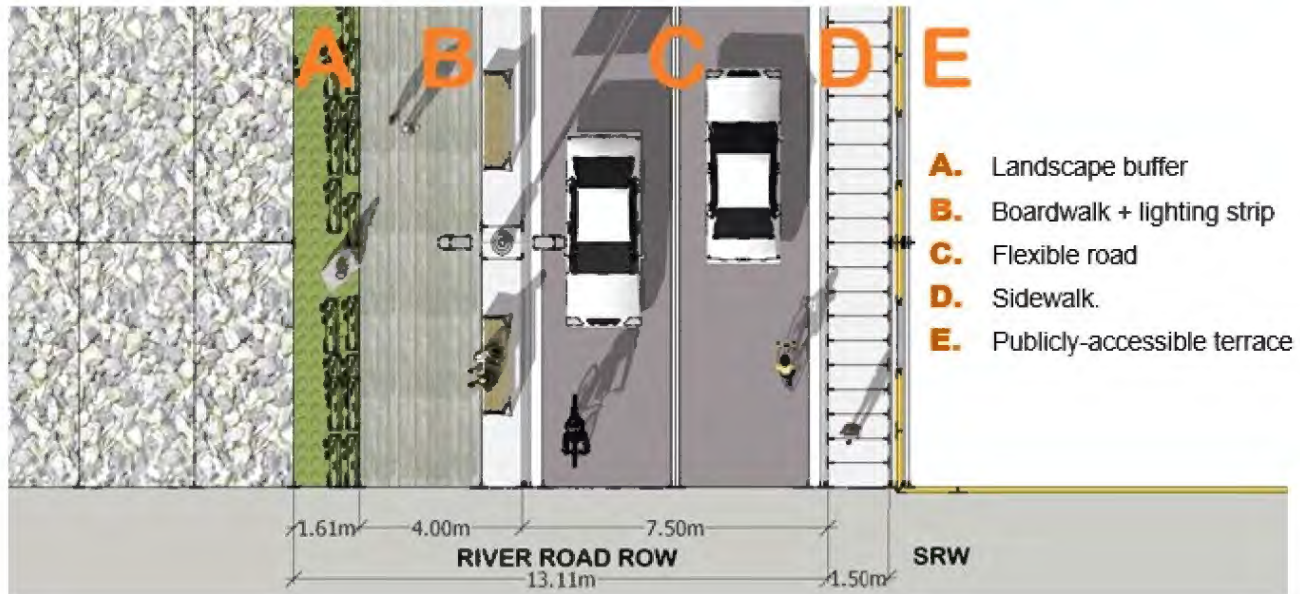 A B C D E
A. Landscape buffer
B. Boardwalk + lighting strip
C. Flexible road
D. Sidewalk.
E. Publicly-accessible terrace
1.61m 4.00m 7.50m
RIVER ROAD ROW SRW
13.11m 1.50m